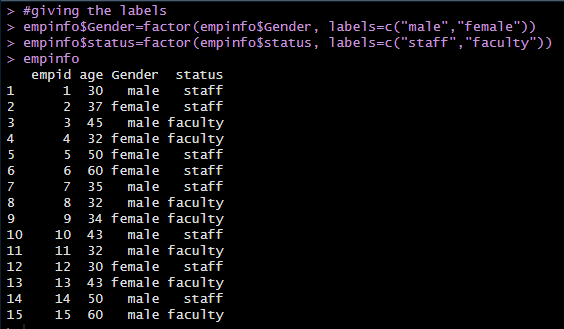 > #giving the labels
> empinfo$Gender=factor(empinfo$Gender, labels=c("male","female"))
> empinfo$status=factor(empinfo$status, labels=c("staff","faculty"))
> empinfo
   empid age Gender  status
1      1  30   male   staff
2      2  37 female   staff
3      3  45   male faculty
4      4  32 female faculty
5      5  50 female   staff
6      6  60 female   staff
7      7  35   male   staff
8      8  32   male faculty
9      9  34 female faculty
10    10  43   male   staff
11    11  32   male faculty
12    12  30 female   staff
13    13  43 female faculty
14    14  50   male   staff
15    15  60   male faculty